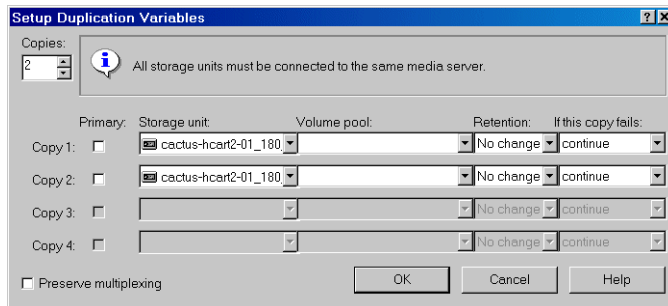 Setup Duplication Variables
Copies:
2
All storage units must be connected to the same media server.
Primary: Storage unit: Volume pool: Retention: If this copy fails:
Copy 1: cactus-hcart2-01_180 No change continue
Copy 2: cactus-hcart2-01_180 No change continue
Copy 3: No change continue
Copy 4: No change continue
Preserve multiplexing OK Cancel Help